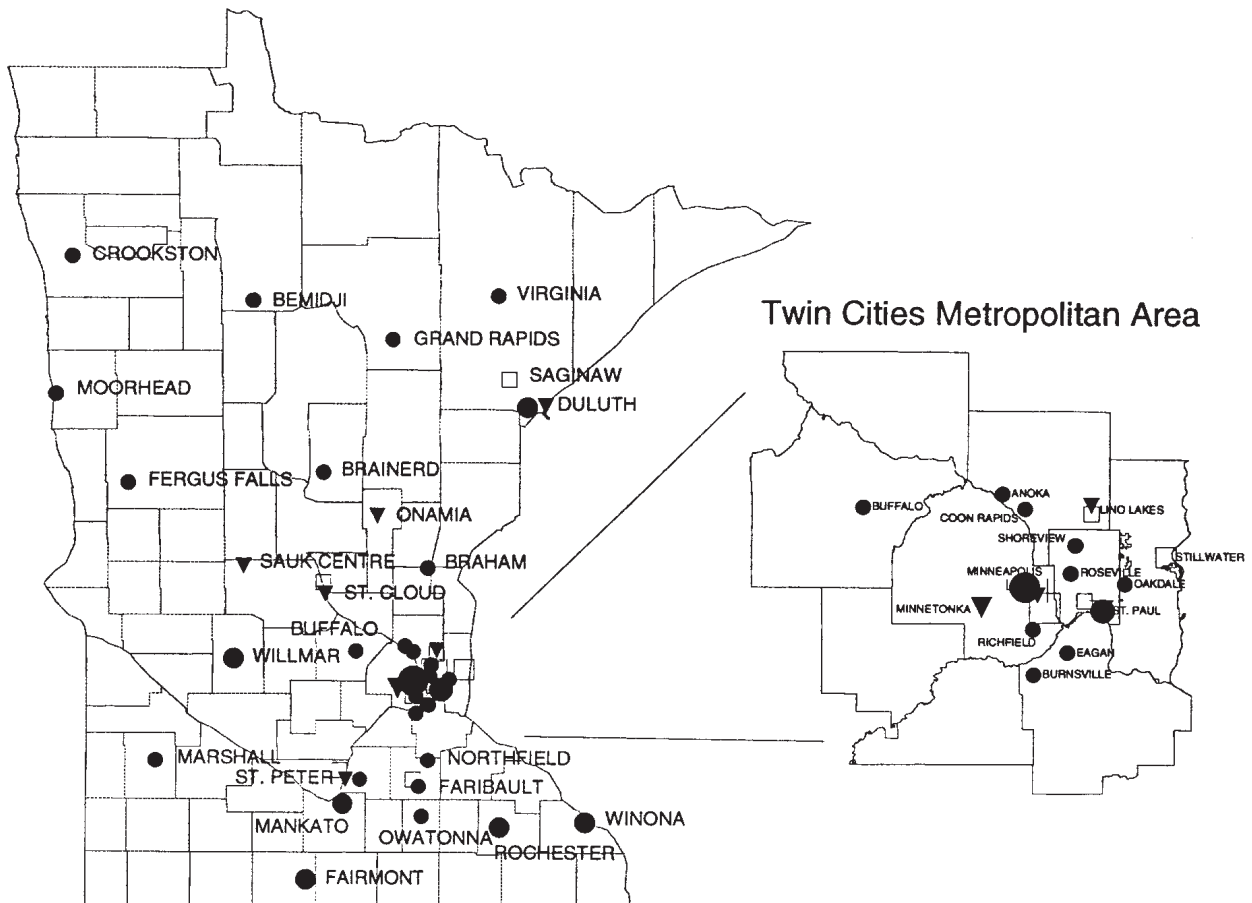 CROOKSTON
BEMIDJI
VIRGINIA
GRAND RAPIDS
SAGINAW
MOORHEAD
DULUTH
FERGUS FALLS
BRAINERD
ONAMIA
SAUK CENTRE
BRAHAM
ST. CLOUD
BUFFALO
WILLMAR
MARSHALL
NORTHFIELD
ST. PETER
FARIBAULT
MANKATO
OWATONNA
WINONA
ROCHESTER
FAIRMONT
Twin Cities Metropolitan Area
ANOKA
BUFFALO
COON RAPIDS
LINO LAKES
SHOREVIEW
STILLWATER
MINNEAPOLIS
ROSEVILLE
OAKDALE
MINNETONKA
ST. PAUL
RICHFIELD
EAGAN
BURNSVILLE